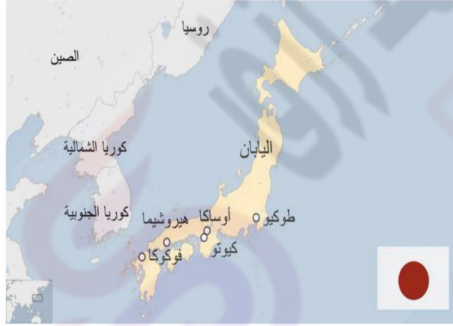 روسيا
الصين
كوريا الشمالية
اليابان
كوريا الجنوبية
هيروشيما
أوساكا
طوكيو
كيوتو
فوكوكا